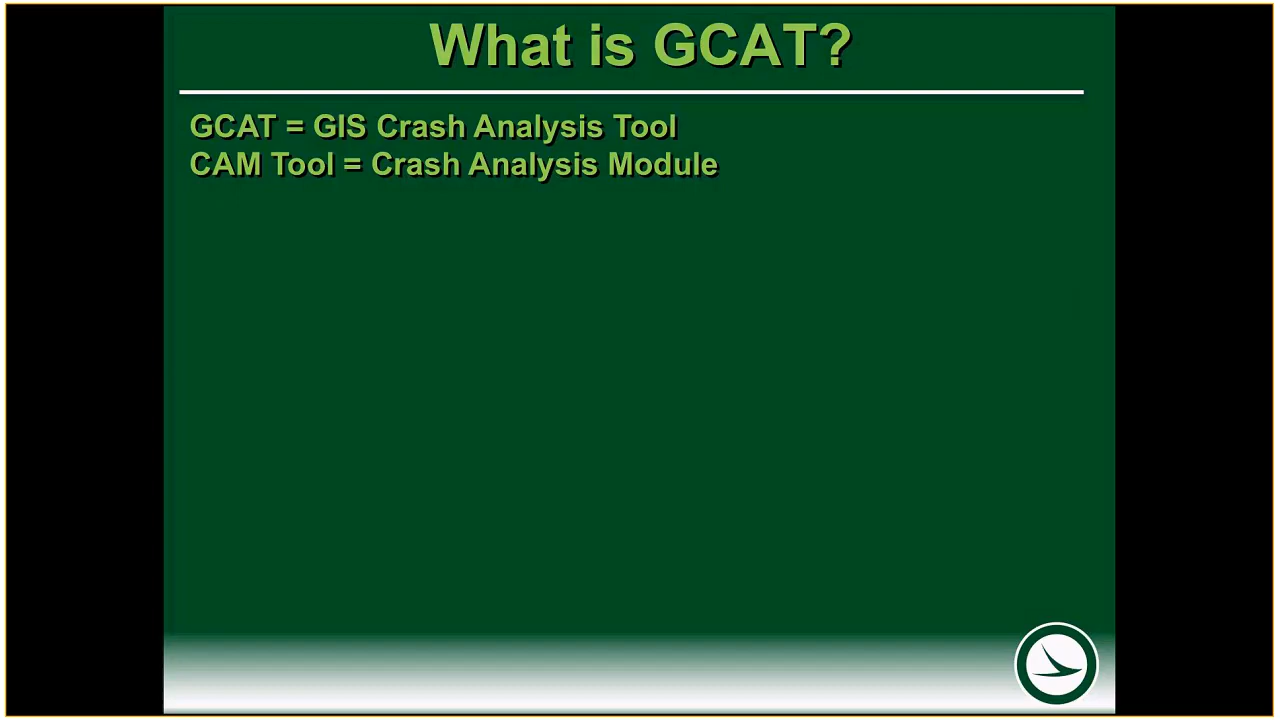 What is GCAT?
GCAT = GIS Crash Analysis Tool
CAM Tool = Crash Analysis Module